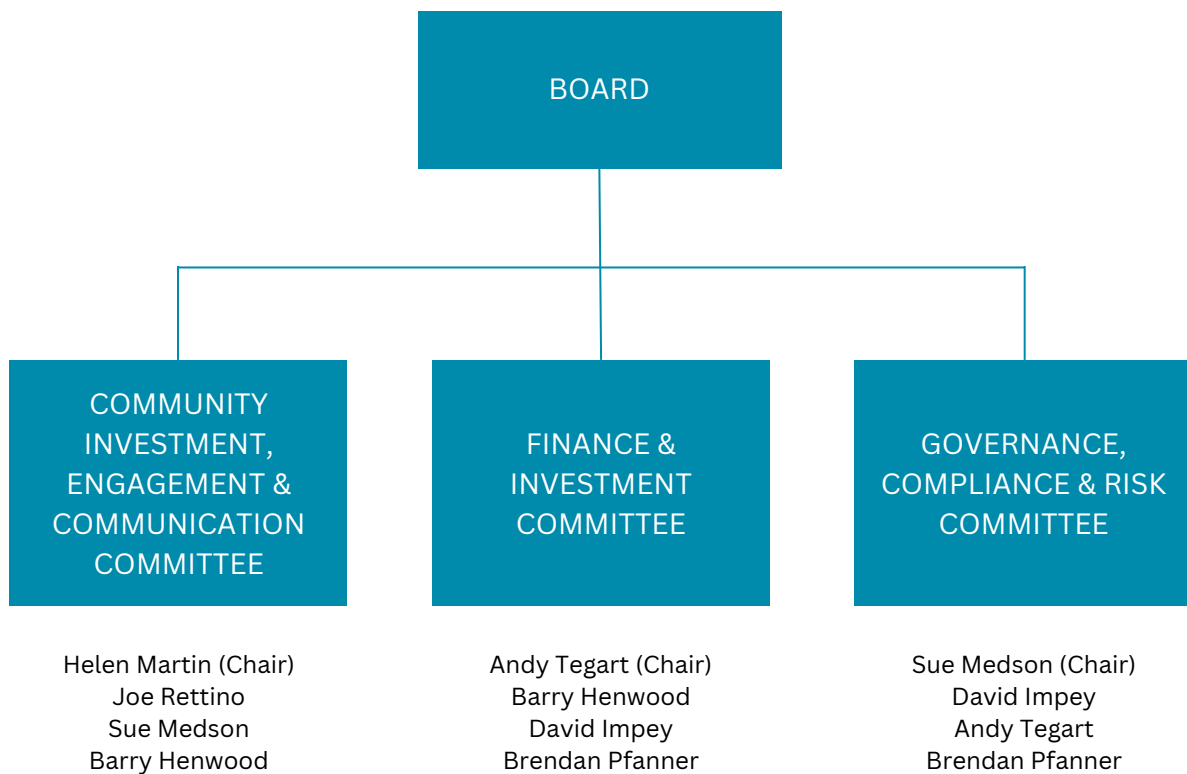 BOARD
COMMUNITY
INVESTMENT,
ENGAGEMENT &
COMMUNICATION
COMMITTEE
FINANCE &
INVESTMENT
COMMITTEE
GOVERNANCE,
COMPLIANCE & RISK
COMMITTEE
Helen Martin (Chair)
Joe Rettino
Sue Medson
Barry Henwood
Andy Tegart (Chair)
Barry Henwood
David Impey
Brendan Pfanner
Sue Medson (Chair)
David Impey
Andy Tegart
Brendan Pfanner